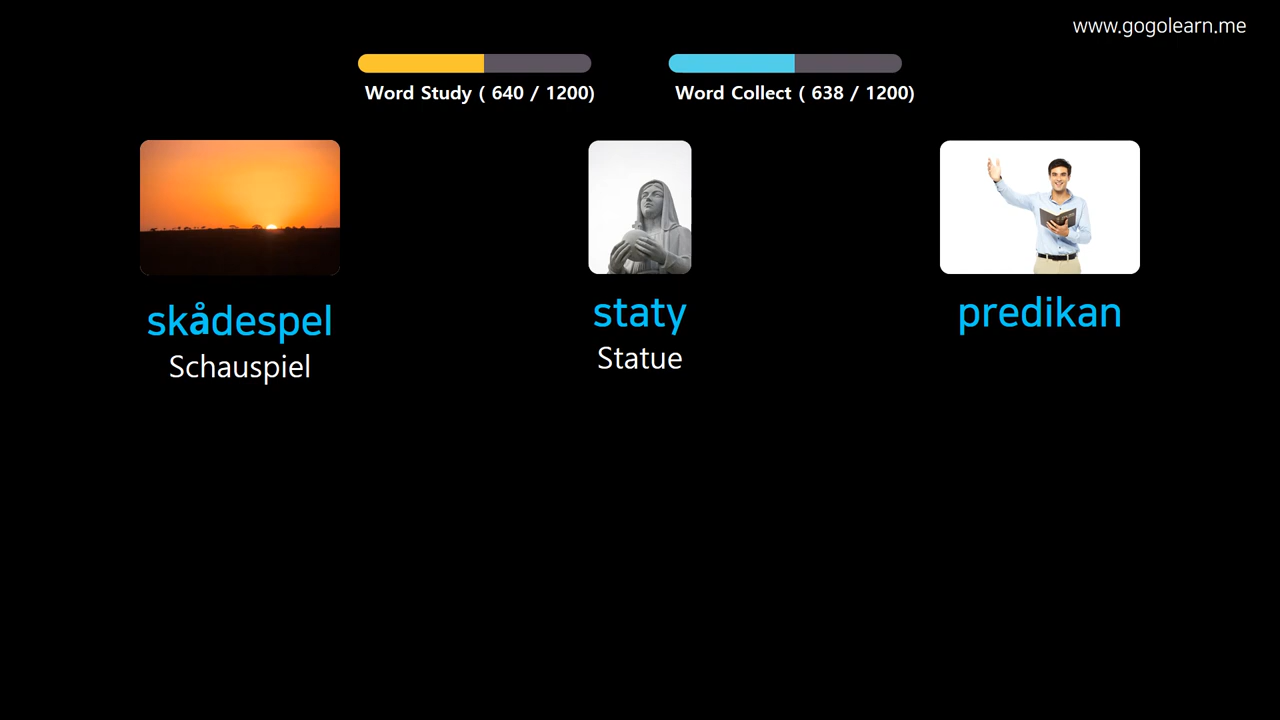 www.gogolearn.me
Word Study ( 640 / 1200)
Word Collect ( 638 / 1200)
skådespel
Schauspiel
staty
Statue
predikan